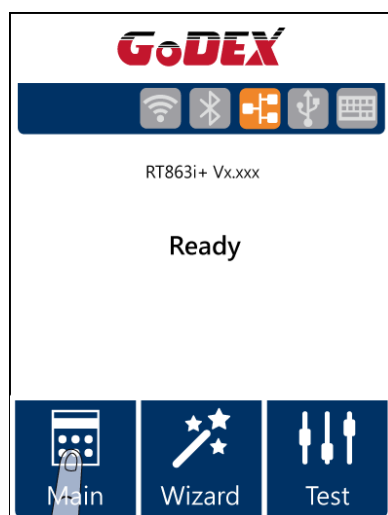 GoDEX
RT863i+ Vx.xxx
Ready
Main
Wizard
Test